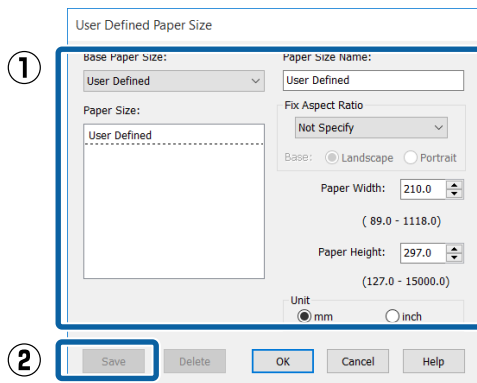 User Defined Paper Size
①
Base Paper Size:
Paper Size Name:
User Defined
User Defined
Paper Size:
Fix Aspect Ratio
User Defined
Not Specify
Base: Landscape Portrait
Paper Width: 210.0
( 89.0 - 1118.0)
Paper Height: 297.0
(127.0 - 15000.0)
Unit
mm inch
②
Save Delete OK Cancel Help